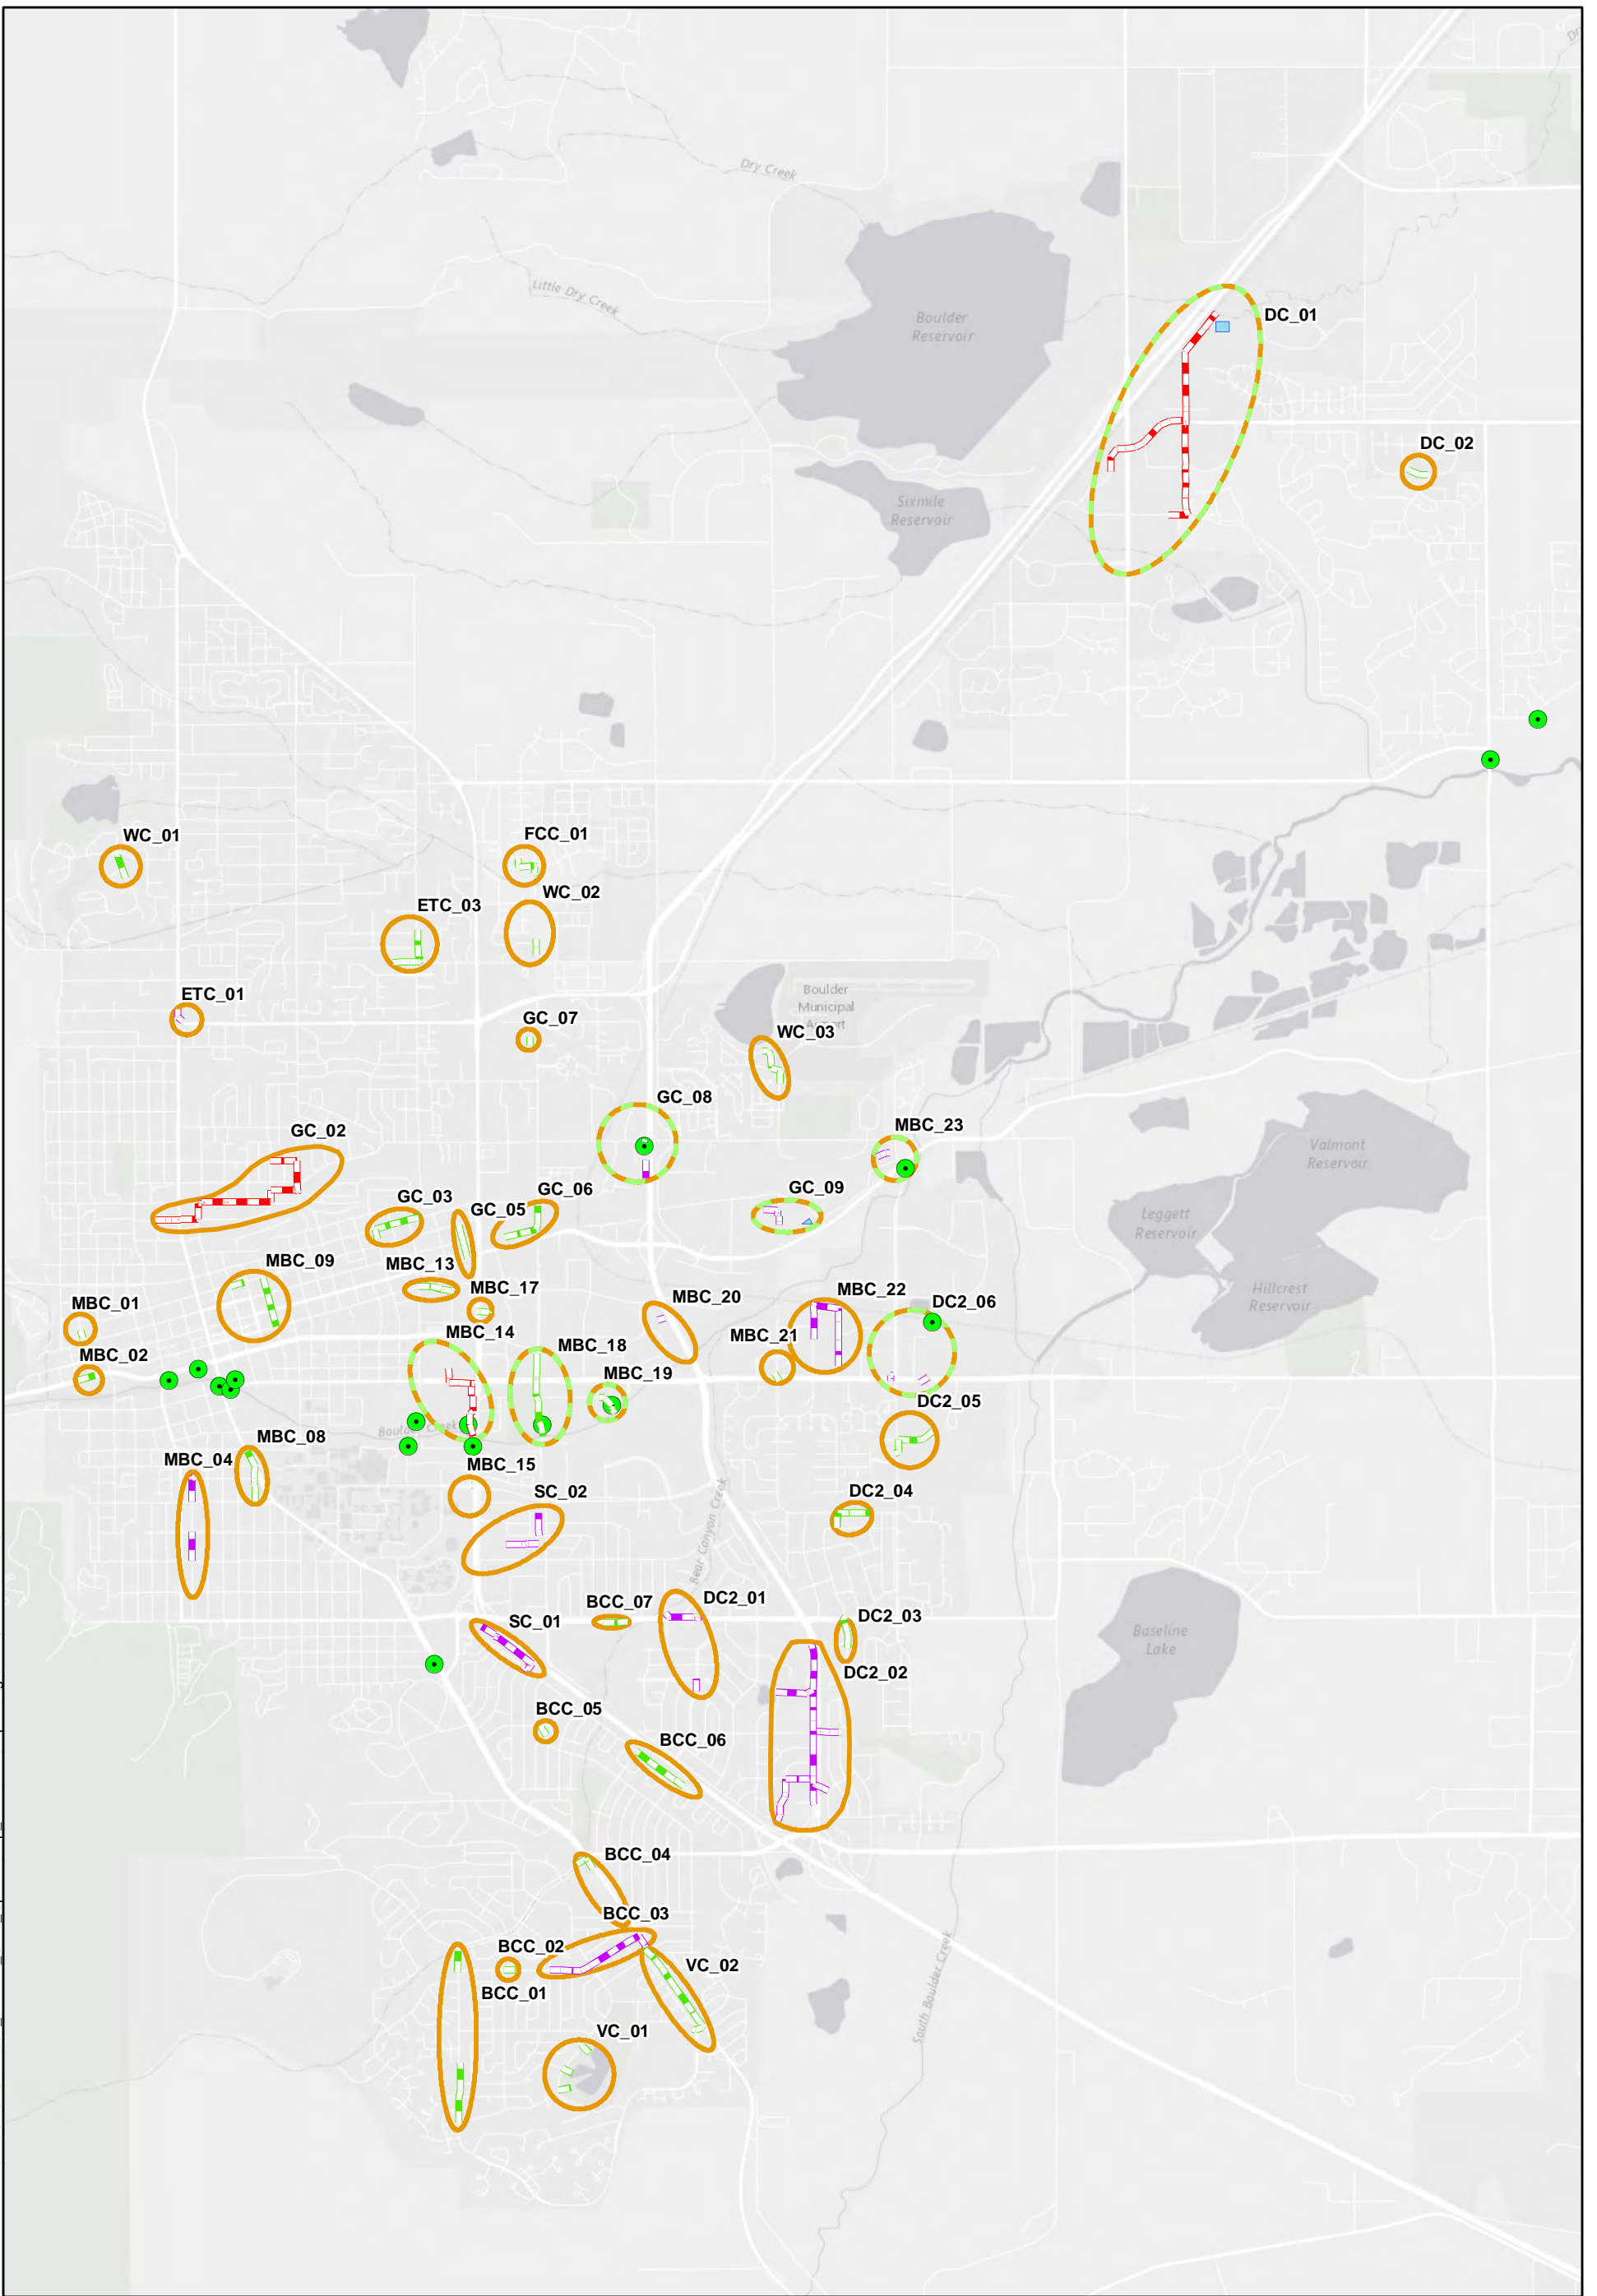 Dry Creek
Little Dry Creek
Boulder
Reservoir
DC_01
DC_02
Sixmile
Reservoir
WC_01
FCC_01
WC_02
ETC_03
ETC_01
GC_07
Boulder
Municipal
Airport
WC_03
GC_08
MBC_23
GC_02
Valmont
Reservoir
GC_03
GC_05
GC_06
GC_09
Leggett
Reservoir
MBC_09
MBC_13
MBC_17
MBC_01
MBC_20
MBC_22
DC2_06
Hillcrest
Reservoir
MBC_14
MBC_21
MBC_02
MBC_18
MBC_19
DC2_05
Boulder Creek
MBC_08
MBC_04
MBC_15
SC_02
DC2_04
Bear Canyon Creek
BCC_07
DC2_01
DC2_03
SC_01
Baseline
Lake
DC2_02
BCC_05
BCC_06
BCC_04
BCC_03
BCC_02
BCC_01
VC_02
South Boulder Creek
VC_01